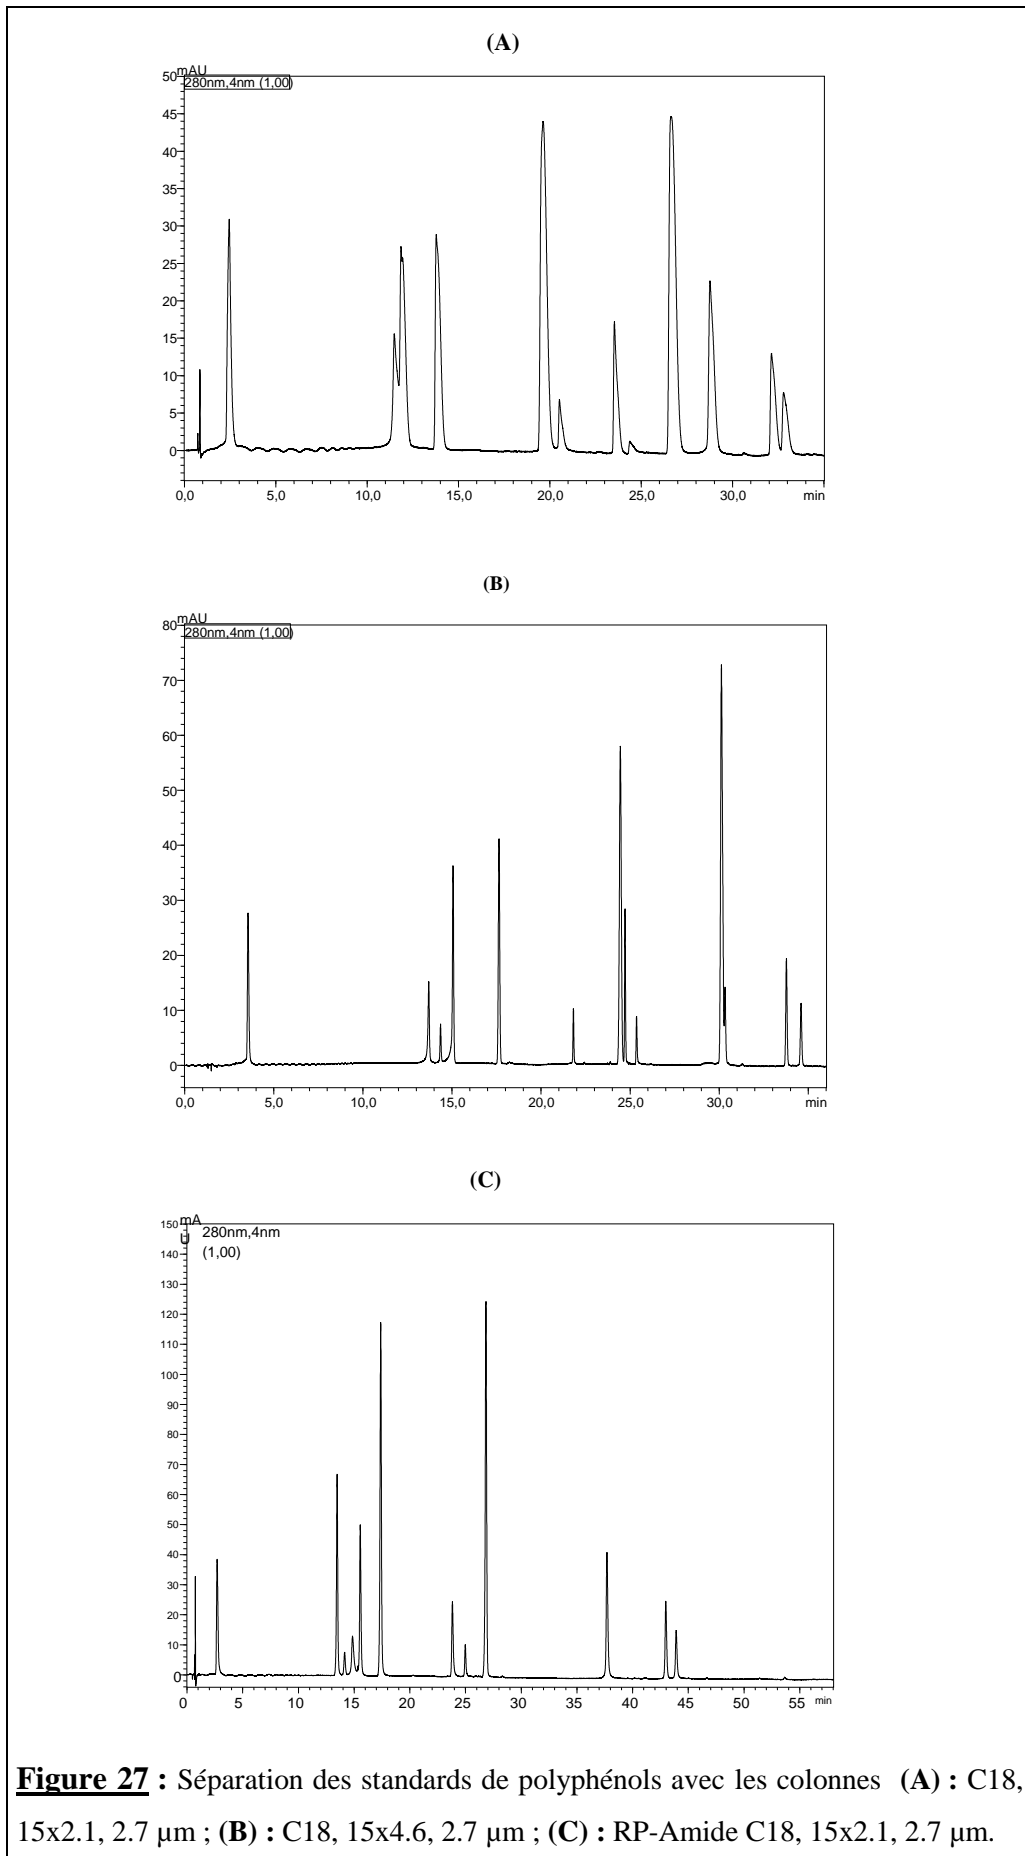 (A)
mAU
280nm,4nm (1,00)
50
45
40
35
30
25
20
15
10
5
0
0,0 5,0 10,0 15,0 20,0 25,0 30,0 min
(B)
mAU
280nm,4nm (1,00)
80
70
60
50
40
30
20
10
0
0,0 5,0 10,0 15,0 20,0 25,0 30,0 min
(C)
mA
U
280nm,4nm
(1,00)
150
140
130
120
110
100
90
80
70
60
50
40
30
20
10
0
0 5 10 15 20 25 30 35 40 45 50 55 min
Figure 27 : Séparation des standards de polyphénols avec les colonnes (A) : C18,
15x2.1, 2.7 µm ; (B) : C18, 15x4.6, 2.7 µm ; (C) : RP-Amide C18, 15x2.1, 2.7 µm.